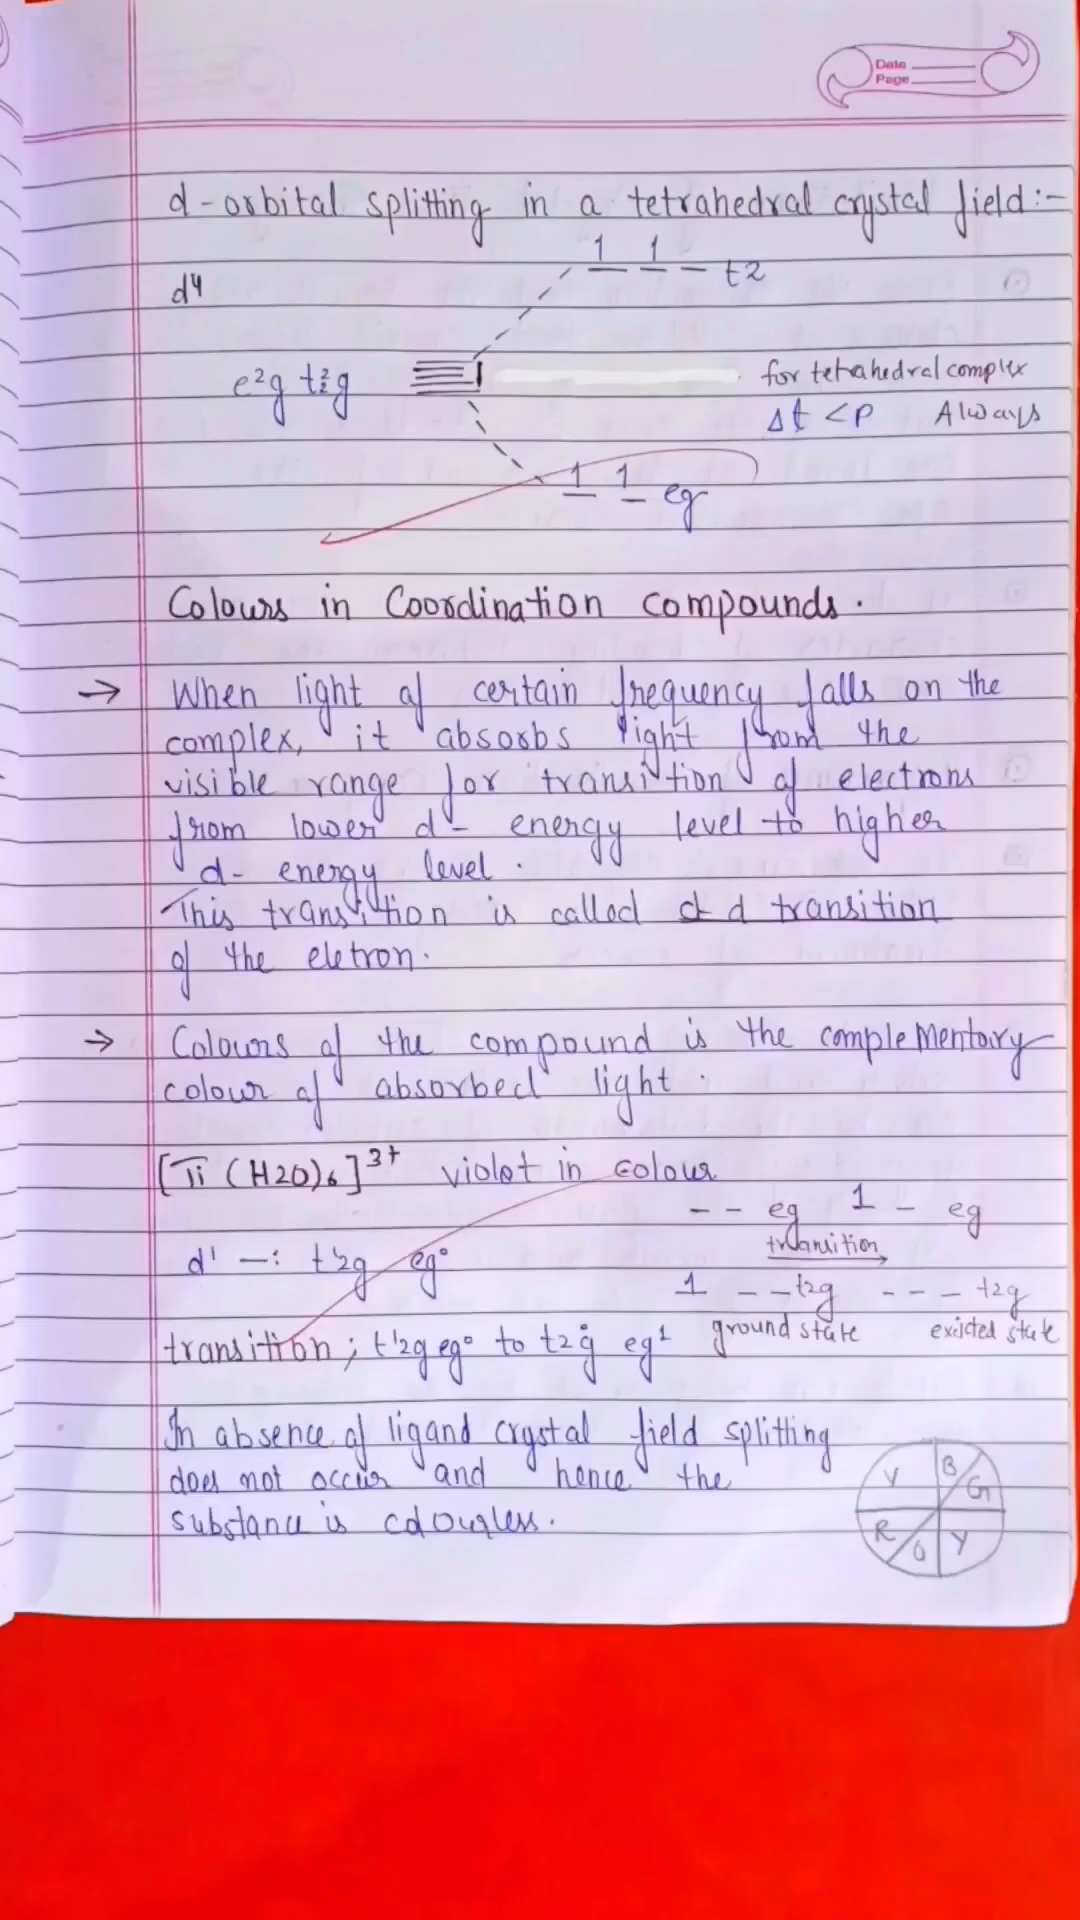 Date
Page
d-orbital splitting in a tetrahedral crystal field:-
1 1 t2
d4
e²g t2²g
for tetrahedral complex
Δt <P Always
1 1 eg
Colours in Coordination compounds.
→ When light of certain frequency falls on the
complex, it absorbs light from the
visible range for transition of electrons
from lower d- energy level to higher
d- energy level.
This transition is called d d transition
of the eletron.
→ Colours of the compound is the complementary
colour of absorbed light.
[Ti (H2O)6]3+ violet in colour
-- eg 1 - eg
transition
d¹ —: t¹2g eg°
1 --t2g --- t2g
ground state
transition; t¹2g eg° to t2g° eg¹
In absence of ligand crystal field splitting
does not occur and hence the
substance is colourless.
V B G
R O Y